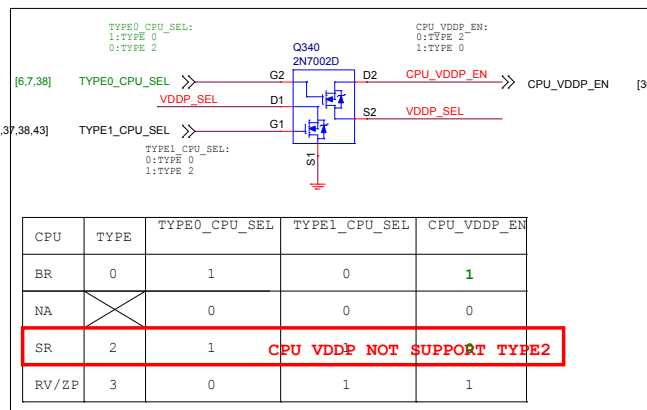 TYPE0_CPU_SEL:
1:TYPE 0
0:TYPE 2
CPU_VDDP_EN:
0:TYPE 2
1:TYPE 0
Q340
2N7002D
[6,7,38] TYPE0_CPU_SEL G2 D2 CPU_VDDP_EN CPU_VDDP_EN [36
VDDP_SEL D1 S2 VDDP_SEL
,37,38,43] TYPE1_CPU_SEL G1
TYPE1_CPU_SEL:
0:TYPE 0
1:TYPE 2
S1
CPU TYPE TYPE0_CPU_SEL TYPE1_CPU_SEL CPU_VDDP_EN
BR 0 1 0 1
NA 0 0 0
SR 2 1 1 0
CPU VDDP NOT SUPPORT TYPE2
RV/ZP 3 0 1 1